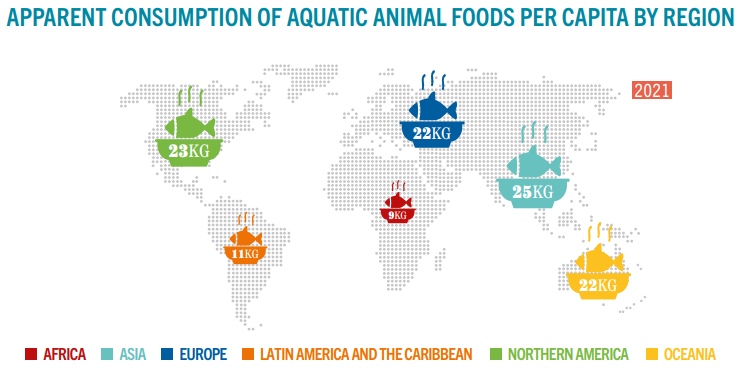 APPARENT CONSUMPTION OF AQUATIC ANIMAL FOODS PER CAPITA BY REGION
2021
23KG
22KG
25KG
9KG
11KG
22KG
AFRICA ASIA EUROPE LATIN AMERICA AND THE CARIBBEAN NORTHERN AMERICA OCEANIA